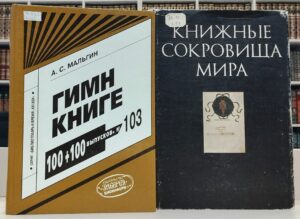 А. С. МАЛЬГИН
ГИМН
КНИГЕ
100+100 ВЫПУСКОВ. № 103
КНИЖНЫЕ
СОКРОВИЩА
МИРА